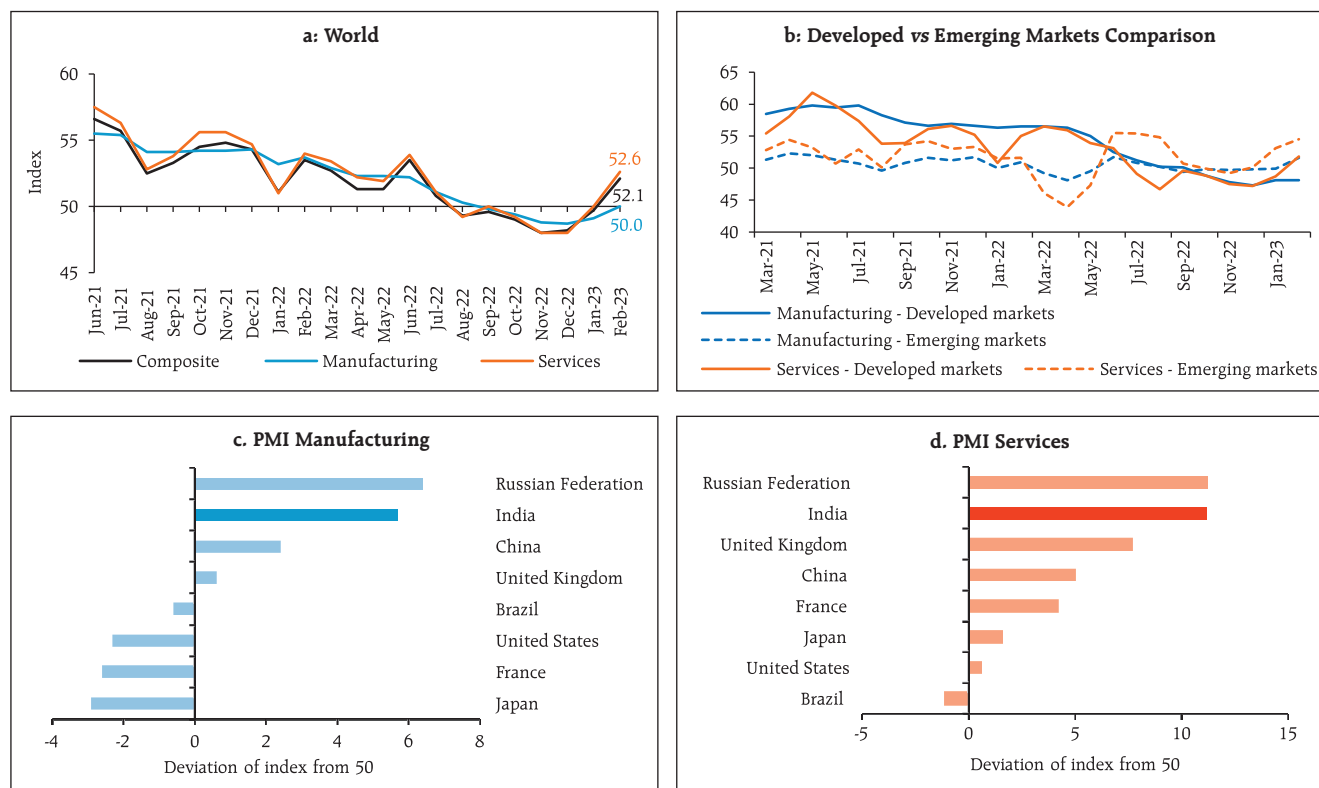 a: World
60
55
50
45
Index
52.6
52.1
50.0
Jun-21
Jul-21
Aug-21
Sep-21
Oct-21
Nov-21
Dec-21
Jan-22
Feb-22
Mar-22
Apr-22
May-22
Jun-22
Jul-22
Aug-22
Sep-22
Oct-22
Nov-22
Dec-22
Jan-23
Feb-23
Composite Manufacturing Services
b: Developed vs Emerging Markets Comparison
65
60
55
50
45
40
Mar-21
May-21
Jul-21
Sep-21
Nov-21
Jan-22
Mar-22
May-22
Jul-22
Sep-22
Nov-22
Jan-23
Manufacturing - Developed markets
Manufacturing - Emerging markets
Services - Developed markets Services - Emerging markets
c. PMI Manufacturing
Russian Federation
India
China
United Kingdom
Brazil
United States
France
Japan
-4 -2 0 2 4 6 8
Deviation of index from 50
d. PMI Services
Russian Federation
India
United Kingdom
China
France
Japan
United States
Brazil
-5 0 5 10 15
Deviation of index from 50